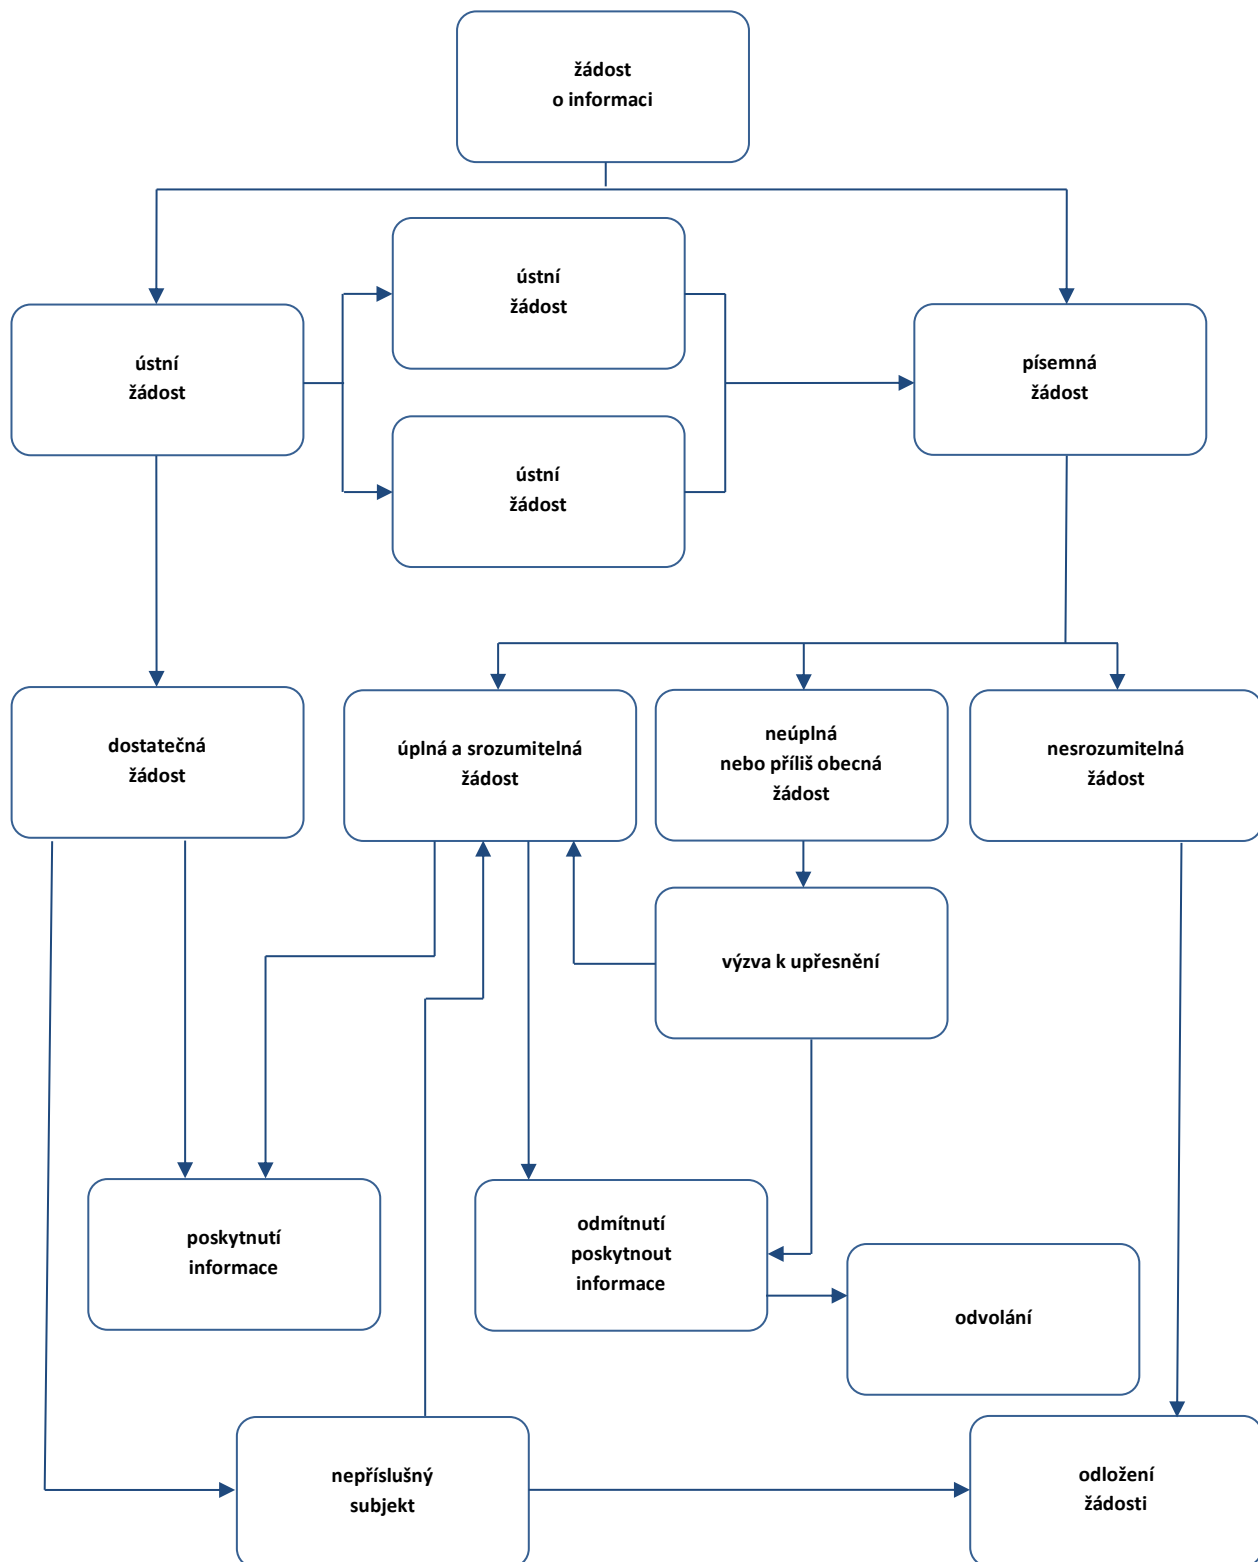 žádost
o informaci
ústní
žádost
ústní
žádost
písemná
žádost
ústní
žádost
dostatečná
žádost
úplná a srozumitelná
žádost
neúplná
nebo příliš obecná
žádost
nesrozumitelná
žádost
výzva k upřesnění
poskytnutí
informace
odmítnutí
poskytnout
informace
odvolání
nepříslušný
subjekt
odložení
žádosti